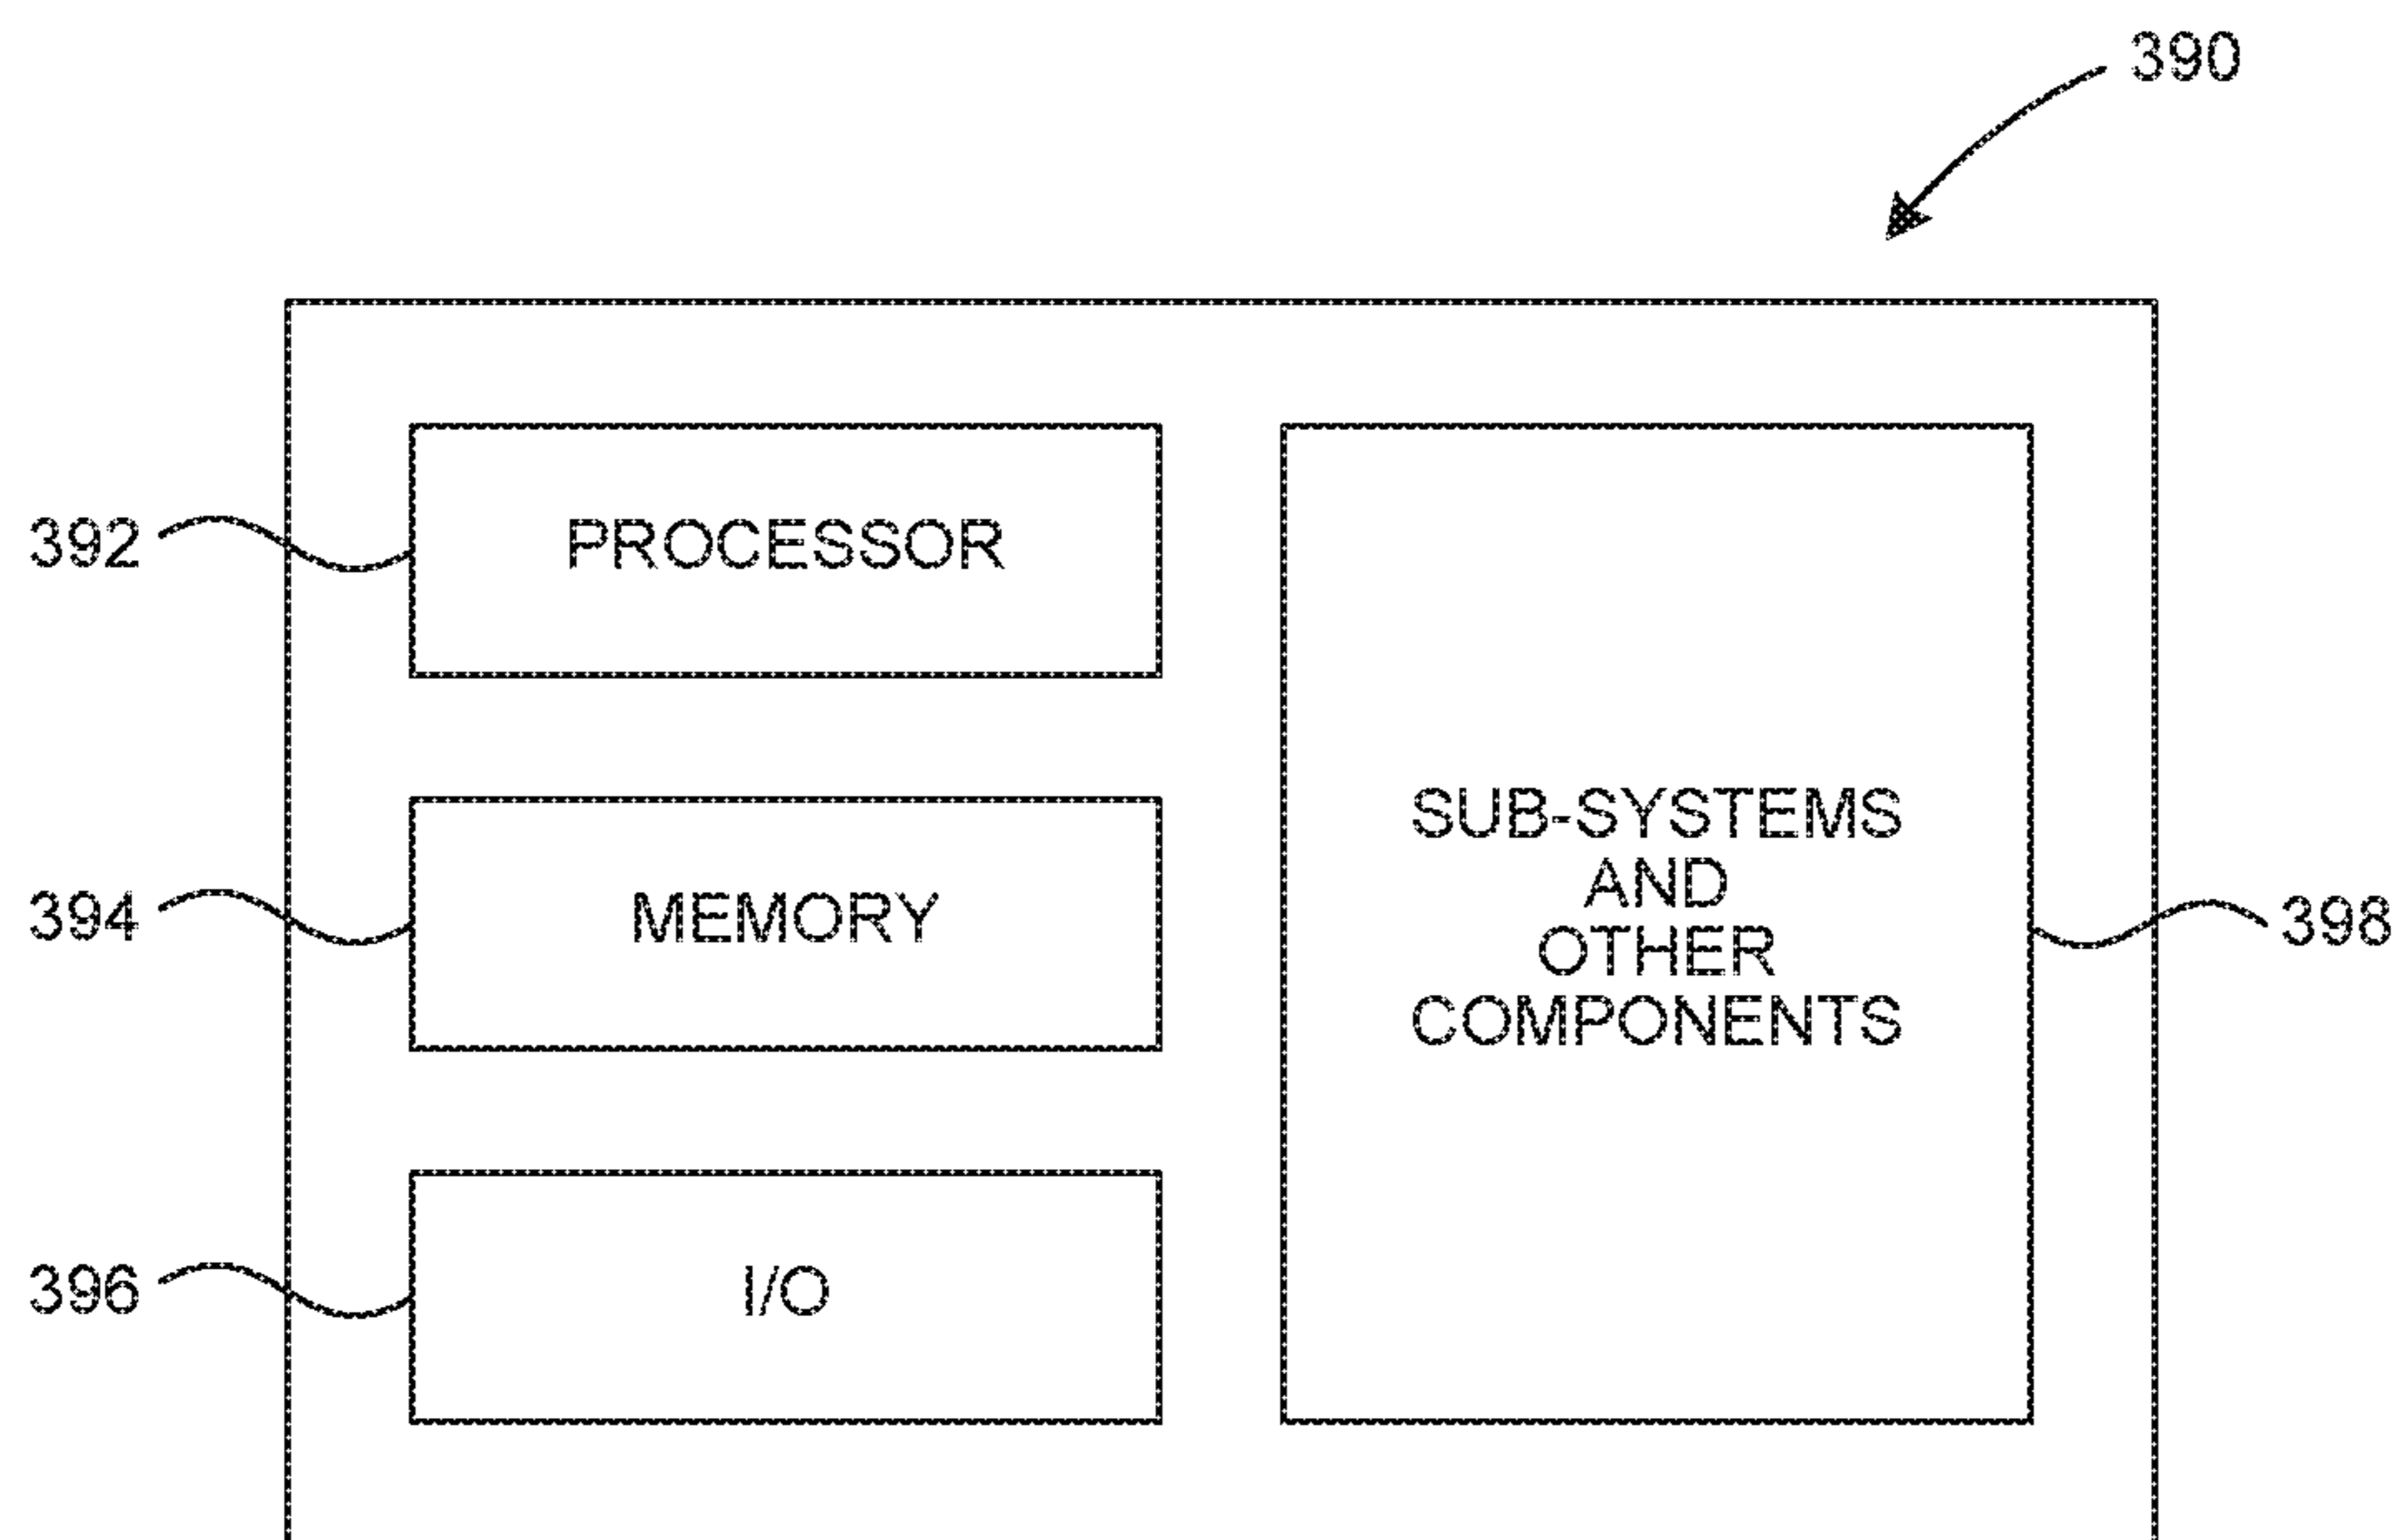 390
392
PROCESSOR
394
MEMORY
396
I/O
SUB-SYSTEMS
AND
OTHER
COMPONENTS
398